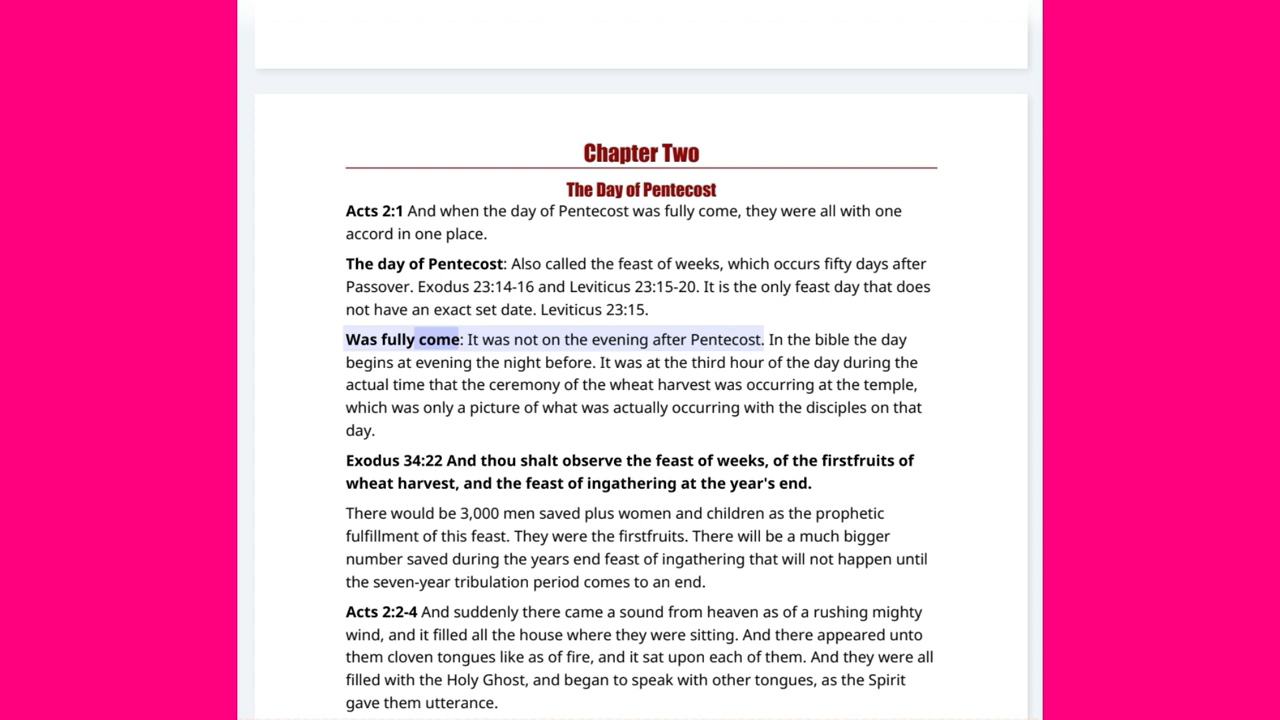 Chapter Two
The Day of Pentecost
Acts 2:1 And when the day of Pentecost was fully come, they were all with one
accord in one place.
The day of Pentecost: Also called the feast of weeks, which occurs fifty days after
Passover. Exodus 23:14-16 and Leviticus 23:15-20. It is the only feast day that does
not have an exact set date. Leviticus 23:15.
Was fully come: It was not on the evening after Pentecost. In the bible the day
begins at evening the night before. It was at the third hour of the day during the
actual time that the ceremony of the wheat harvest was occurring at the temple,
which was only a picture of what was actually occurring with the disciples on that
day.
Exodus 34:22 And thou shalt observe the feast of weeks, of the firstfruits of
wheat harvest, and the feast of ingathering at the year's end.
There would be 3,000 men saved plus women and children as the prophetic
fulfillment of this feast. They were the firstfruits. There will be a much bigger
number saved during the years end feast of ingathering that will not happen until
the seven-year tribulation period comes to an end.
Acts 2:2-4 And suddenly there came a sound from heaven as of a rushing mighty
wind, and it filled all the house where they were sitting. And there appeared unto
them cloven tongues like as of fire, and it sat upon each of them. And they were all
filled with the Holy Ghost, and began to speak with other tongues, as the Spirit
gave them utterance.